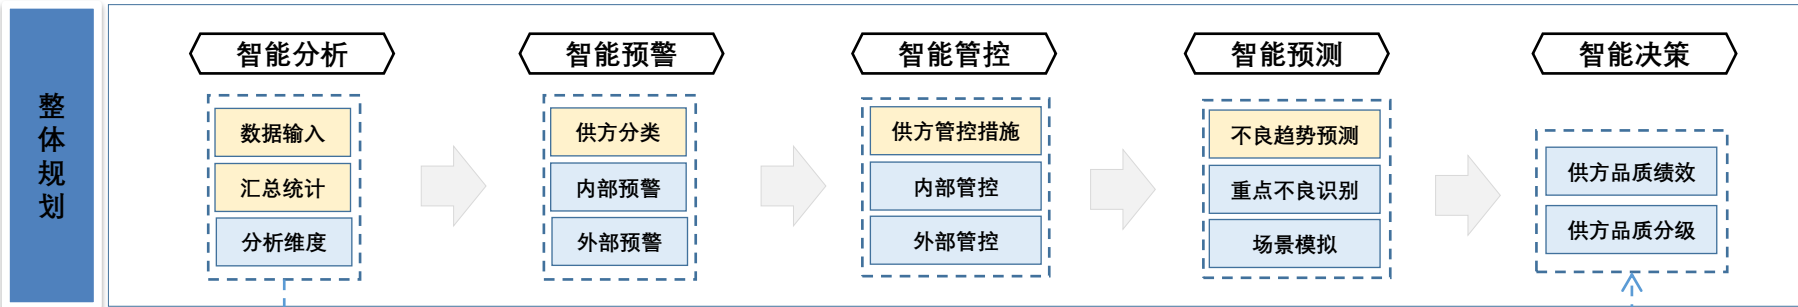 整体规划
智能分析
数据输入
汇总统计
分析维度
智能预警
供方分类
内部预警
外部预警
智能管控
供方管控措施
内部管控
外部管控
智能预测
不良趋势预测
重点不良识别
场景模拟
智能决策
供方品质绩效
供方品质分级